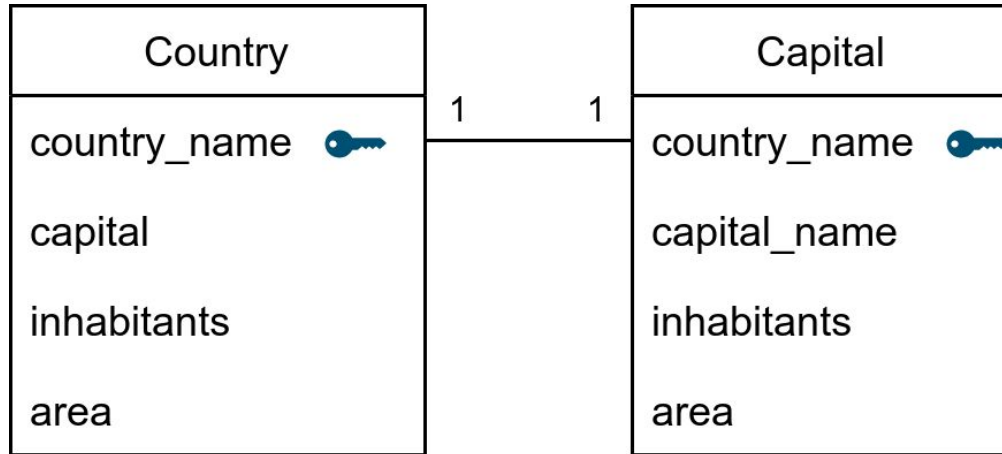 Country
country_name
capital
inhabitants
area
1 1
Capital
country_name
capital_name
inhabitants
area